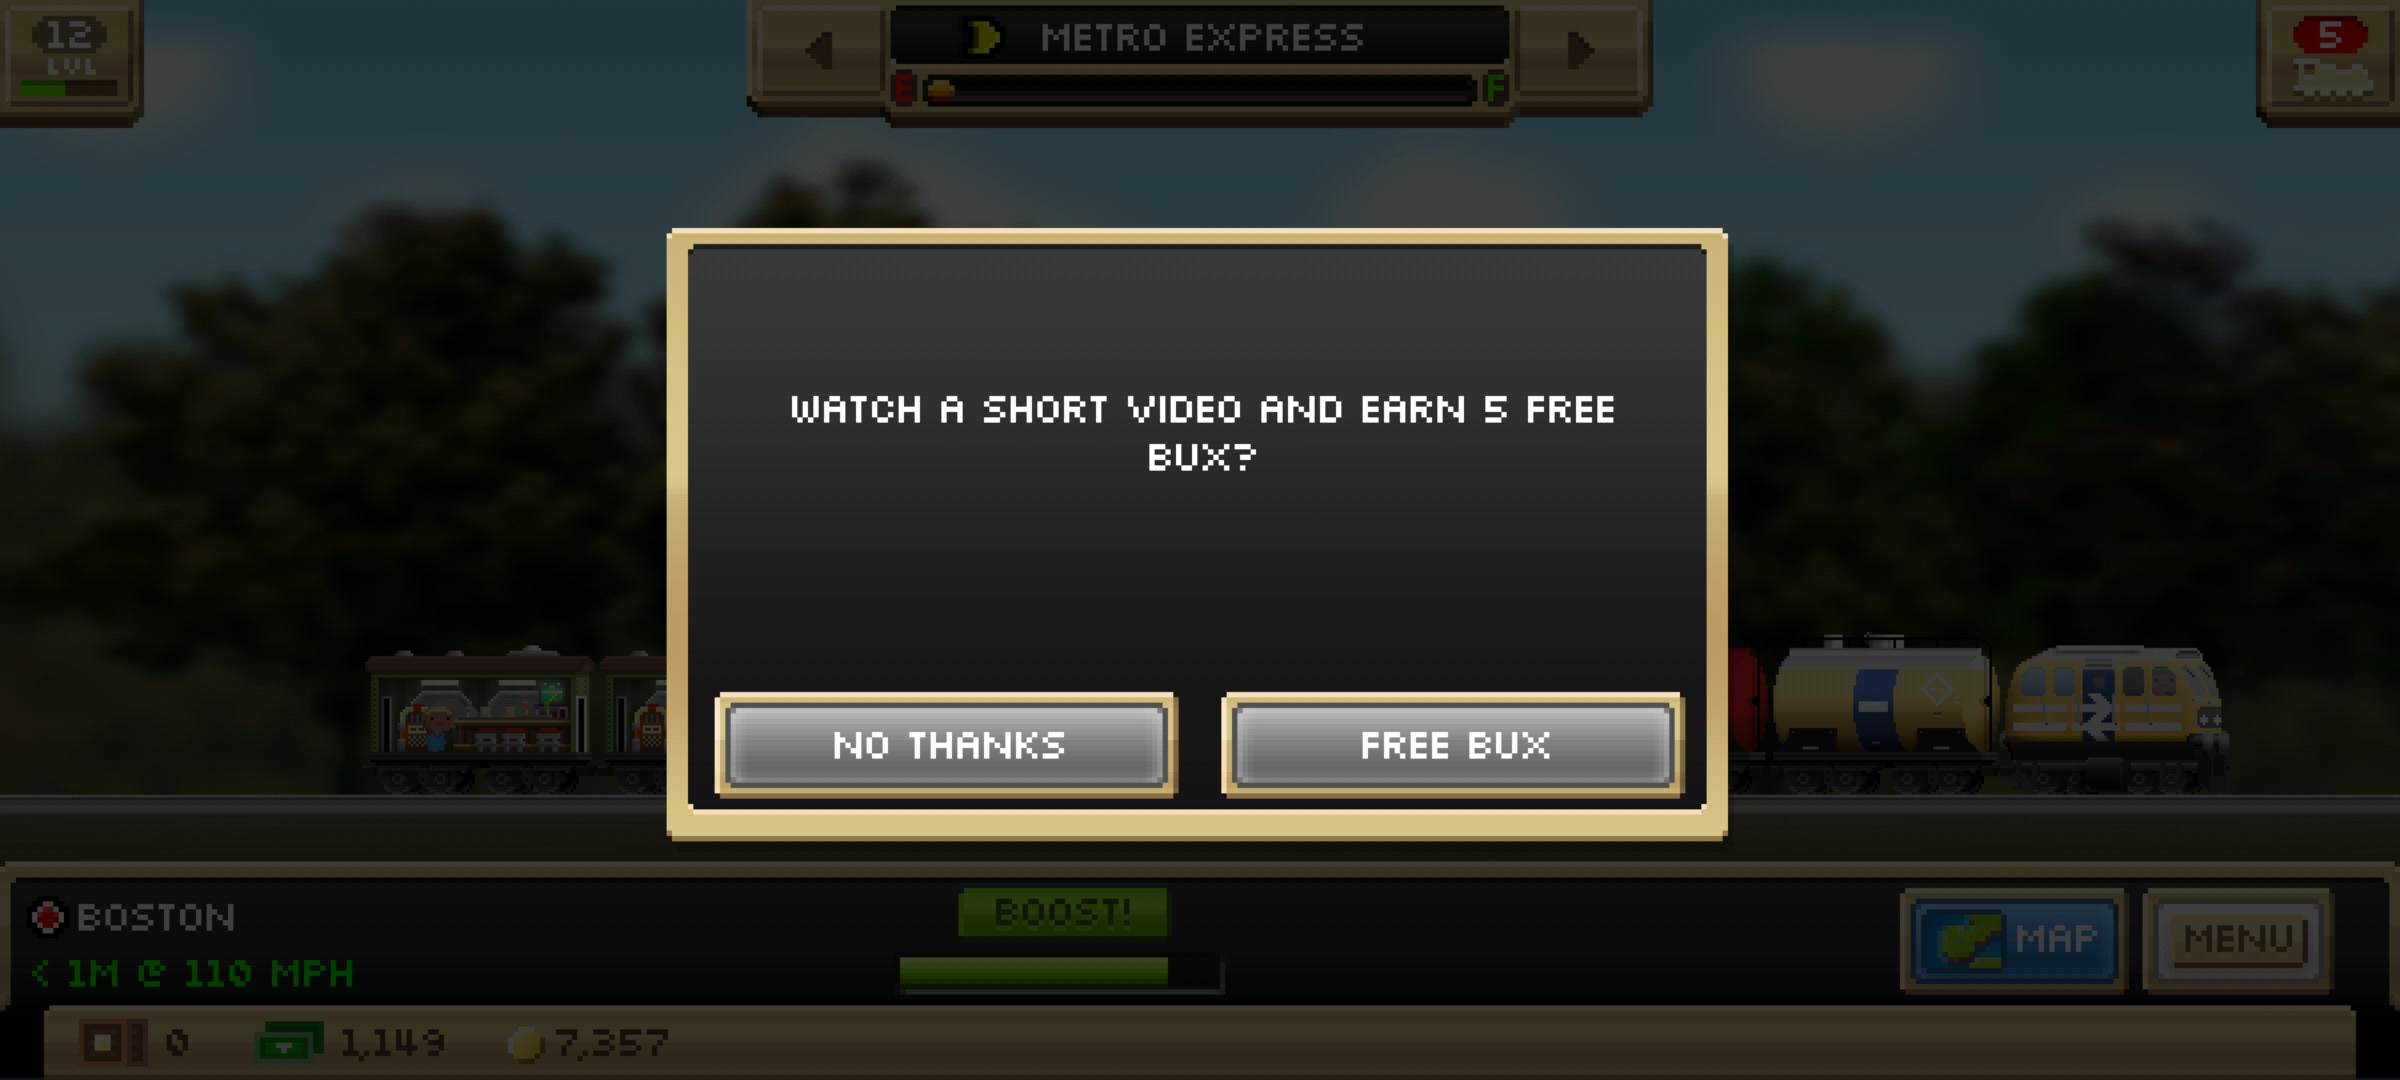 12
LVL
METRO EXPRESS
E
F
5
WATCH A SHORT VIDEO AND EARN 5 FREE
BUX?
NO THANKS
FREE BUX
BOSTON
< 1M @ 110 MPH
BOOST!
MAP
MENU
0
1,149
7,357